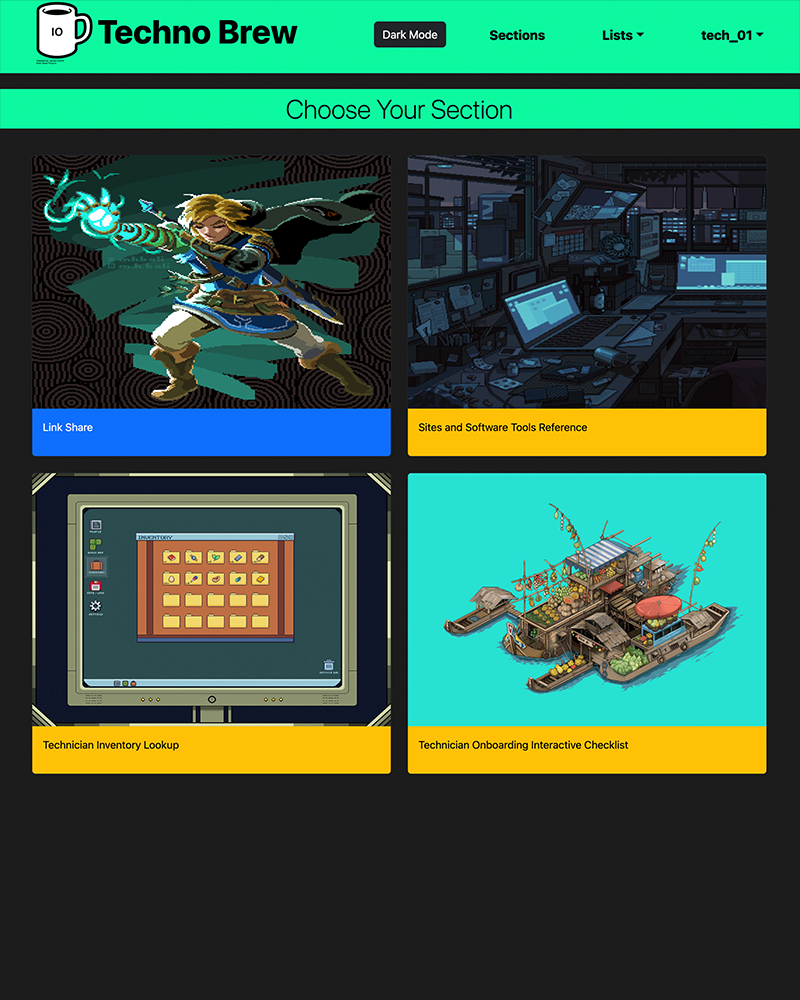 IO
Techno Brew
Dark Mode
Sections
Lists
tech_01
Choose Your Section
Link Share
Sites and Software Tools Reference
INVENTORY
Technician Inventory Lookup
Technician Onboarding Interactive Checklist